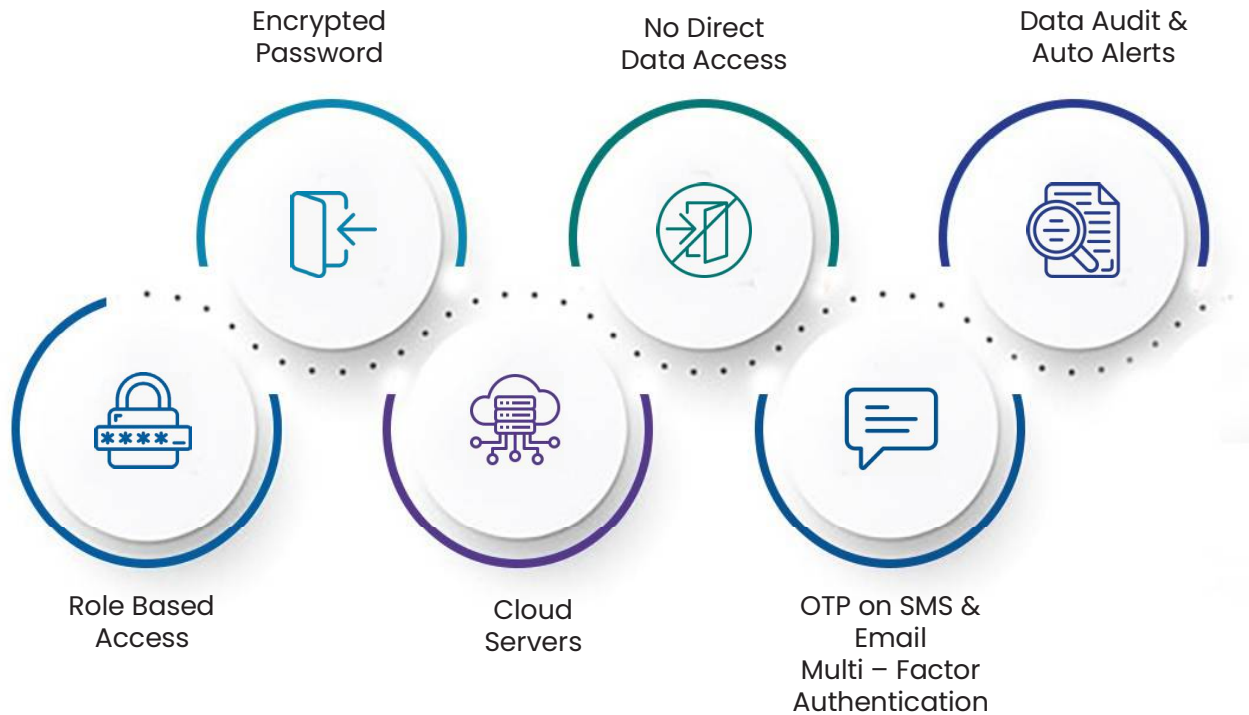 Encrypted
Password
No Direct
Data Access
Data Audit &
Auto Alerts
****_
Role Based
Access
Cloud
Servers
OTP on SMS &
Email
Multi – Factor
Authentication